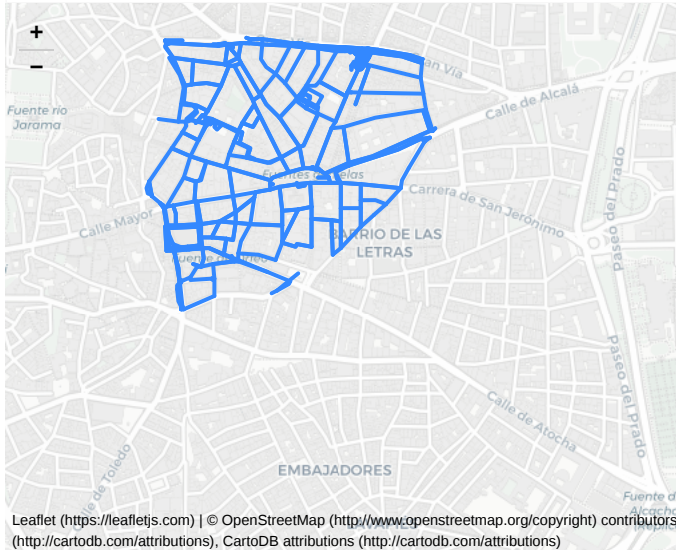 +
−
an Vía
Calle de Alcalá
Fuente río
Jarama
Paseo del Prado
Carrera de San Jerónimo
Calle Mayor
BARRIO DE LAS
LETRAS
Paseo del Prado
Calle de Atocha
EMBAJADORES
Calle de Toledo
Fuente d
Alcacho
Leaflet (https://leafletjs.com) | © OpenStreetMap (http://www.openstreetmap.org/copyright) contributors
(http://cartodb.com/attributions), CartoDB attributions (http://cartodb.com/attributions)